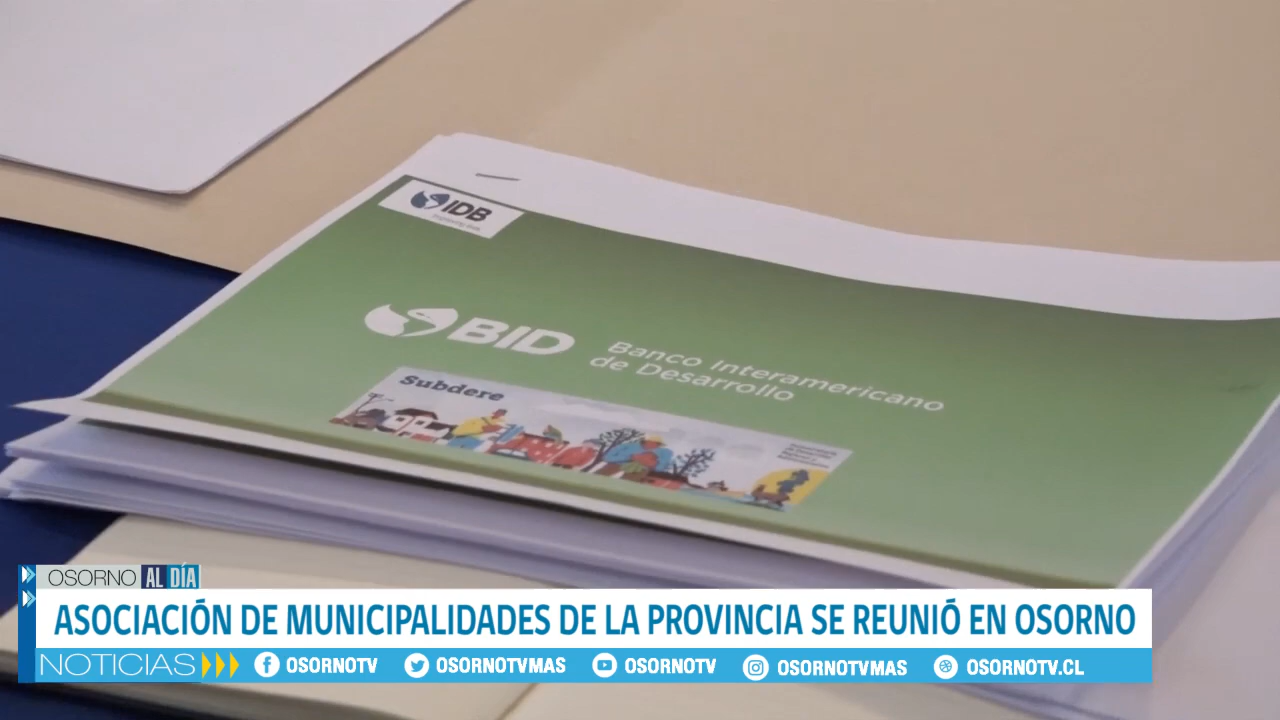 IDB
BID
Banco Interamericano
de Desarrollo
Subdere
OSORNO AL DÍA
ASOCIACIÓN DE MUNICIPALIDADES DE LA PROVINCIA SE REUNIÓ EN OSORNO
NOTICIAS
OSORNOTV
OSORNOTVMAS
OSORNOTV
OSORNOTVMAS
OSORNOTV.CL